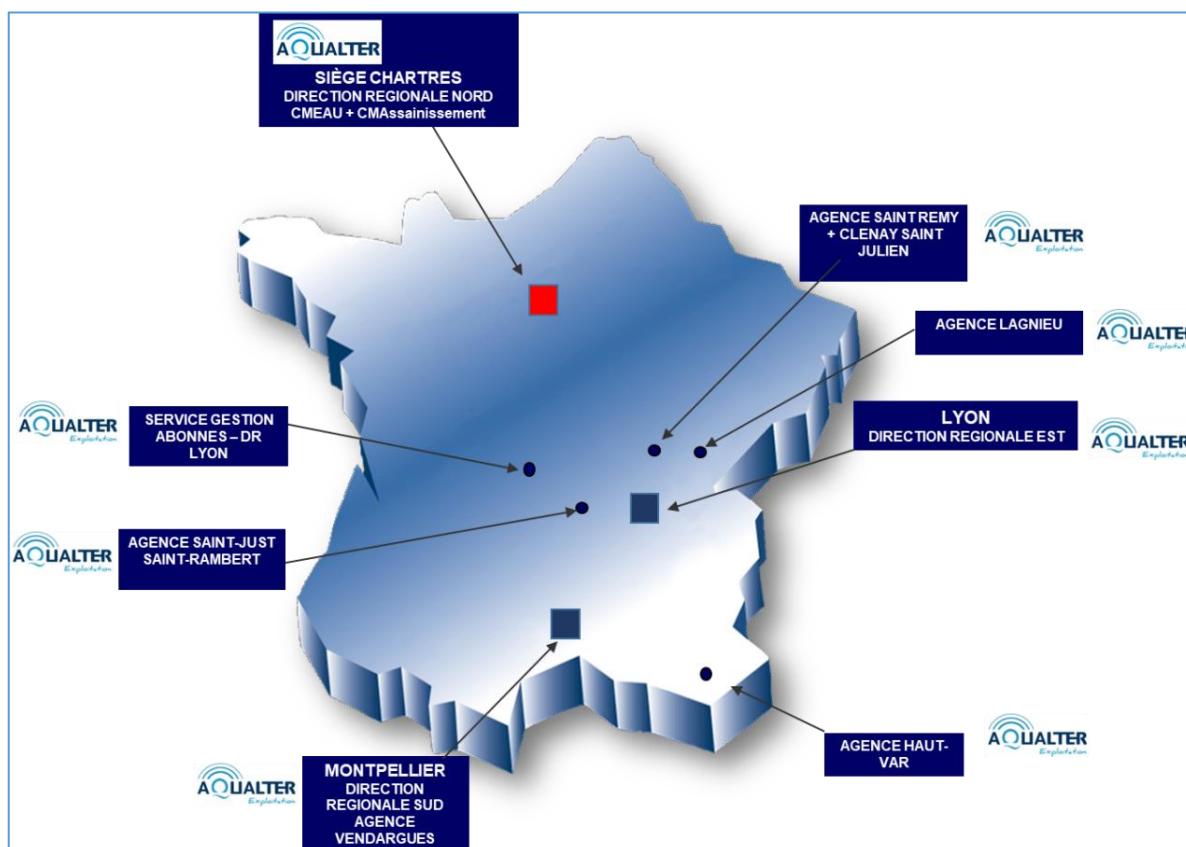 AQUALTER
SIÈGE CHARTRES
DIRECTION REGIONALE NORD
CMEAU + CMAssainissement
AGENCE SAINT REMY
+ CLENAY SAINT
JULIEN
AQUALTER
Exploitation
AGENCE LAGNIEU
AQUALTER
Exploitation
LYON
DIRECTION REGIONALE EST
AQUALTER
Exploitation
AQUALTER
Exploitation
SERVICE GESTION
ABONNES – DR
LYON
AQUALTER
Exploitation
AGENCE SAINT-JUST
SAINT-RAMBERT
AGENCE HAUT-
VAR
AQUALTER
Exploitation
AQUALTER
Exploitation
MONTPELLIER
DIRECTION
REGIONALE SUD
AGENCE
VENDARGUES